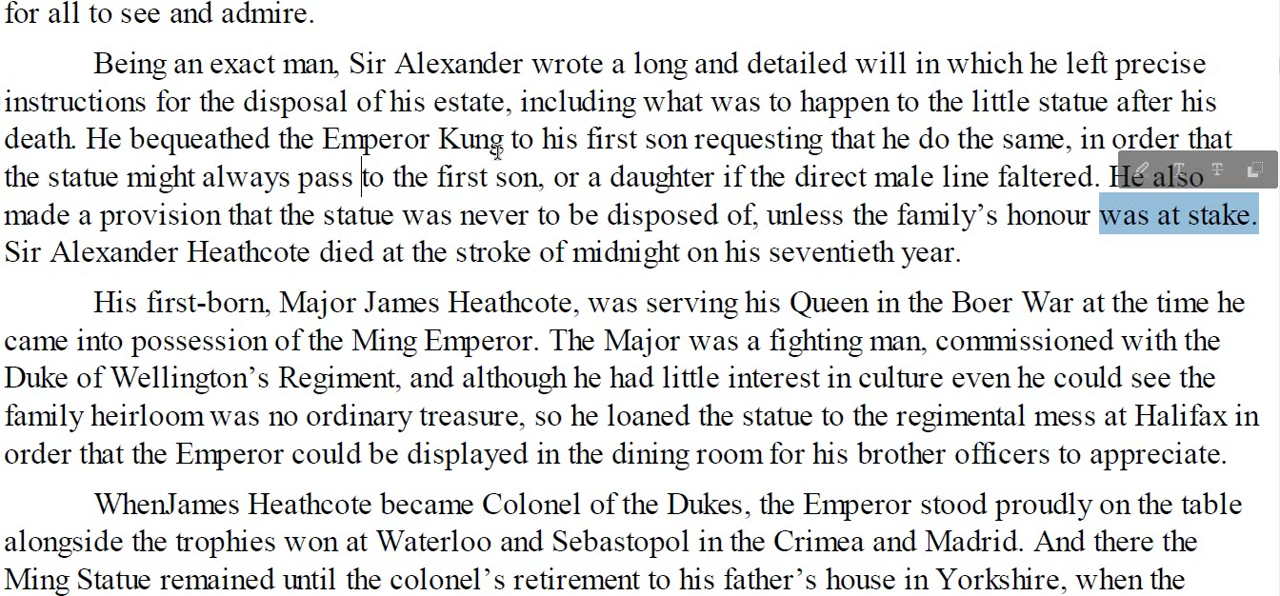 for all to see and admire.
Being an exact man, Sir Alexander wrote a long and detailed will in which he left precise
instructions for the disposal of his estate, including what was to happen to the little statue after his
death. He bequeathed the Emperor Kung to his first son requesting that he do the same, in order that
the statue might always pass to the first son, or a daughter if the direct male line faltered. He also
made a provision that the statue was never to be disposed of, unless the family’s honour was at stake.
Sir Alexander Heathcote died at the stroke of midnight on his seventieth year.
His first-born, Major James Heathcote, was serving his Queen in the Boer War at the time he
came into possession of the Ming Emperor. The Major was a fighting man, commissioned with the
Duke of Wellington’s Regiment, and although he had little interest in culture even he could see the
family heirloom was no ordinary treasure, so he loaned the statue to the regimental mess at Halifax in
order that the Emperor could be displayed in the dining room for his brother officers to appreciate.
WhenJames Heathcote became Colonel of the Dukes, the Emperor stood proudly on the table
alongside the trophies won at Waterloo and Sebastopol in the Crimea and Madrid. And there the
Ming Statue remained until the colonel’s retirement to his father’s house in Yorkshire, when the